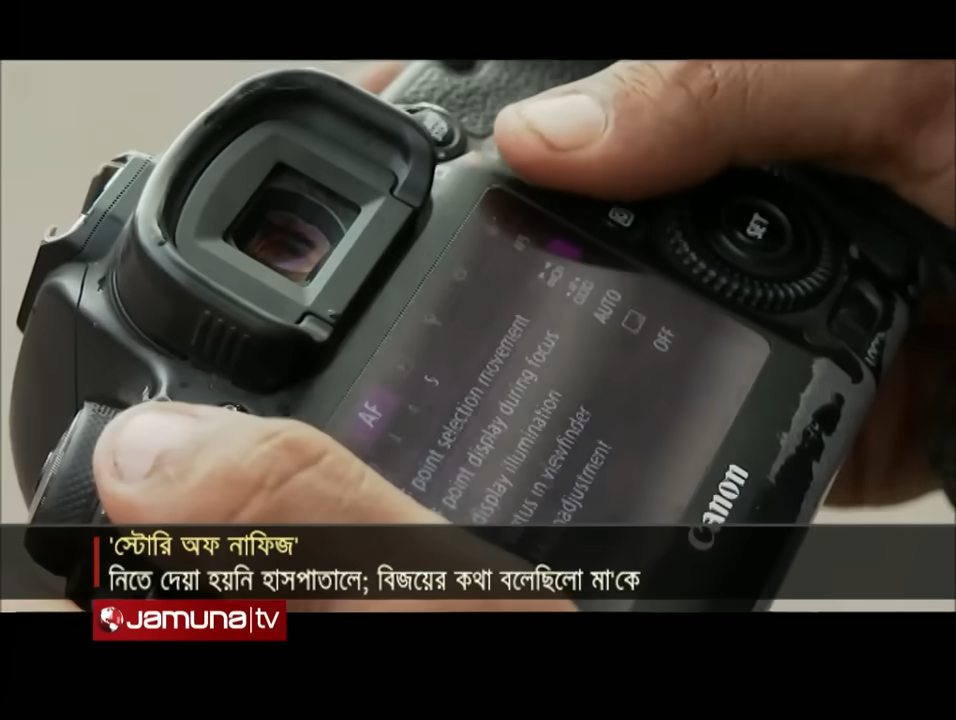 SET
AUTO
OFF
AF
point selection movement
point display during focus
display illumination
in viewfinder
Canon
'স্টোরি অফ নাফিজ'
নিতে দেয়া হয়নি হাসপাতালে; বিজয়ের কথা বলেছিলো মা'কে
Jamuna|tv